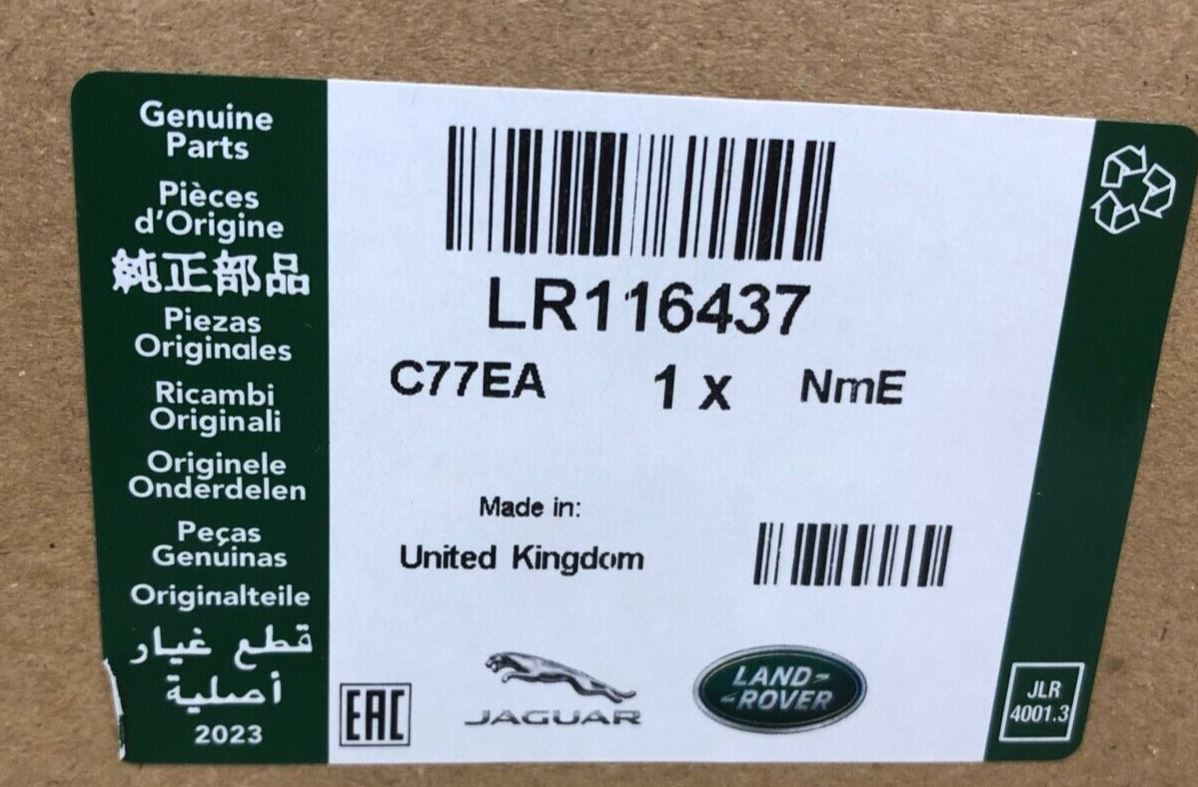 Genuine
Parts
Pièces
d'Origine
純正部品
Piezas
Originales
Ricambi
Originali
Originele
Onderdelen
Peças
Genuinas
Originalteile
قطع غيار
أصلية
2023
LR116437
C77EA 1 x NmE
Made in:
United Kingdom
EAC
JAGUAR
LAND-
-ROVER
JLR
4001.3